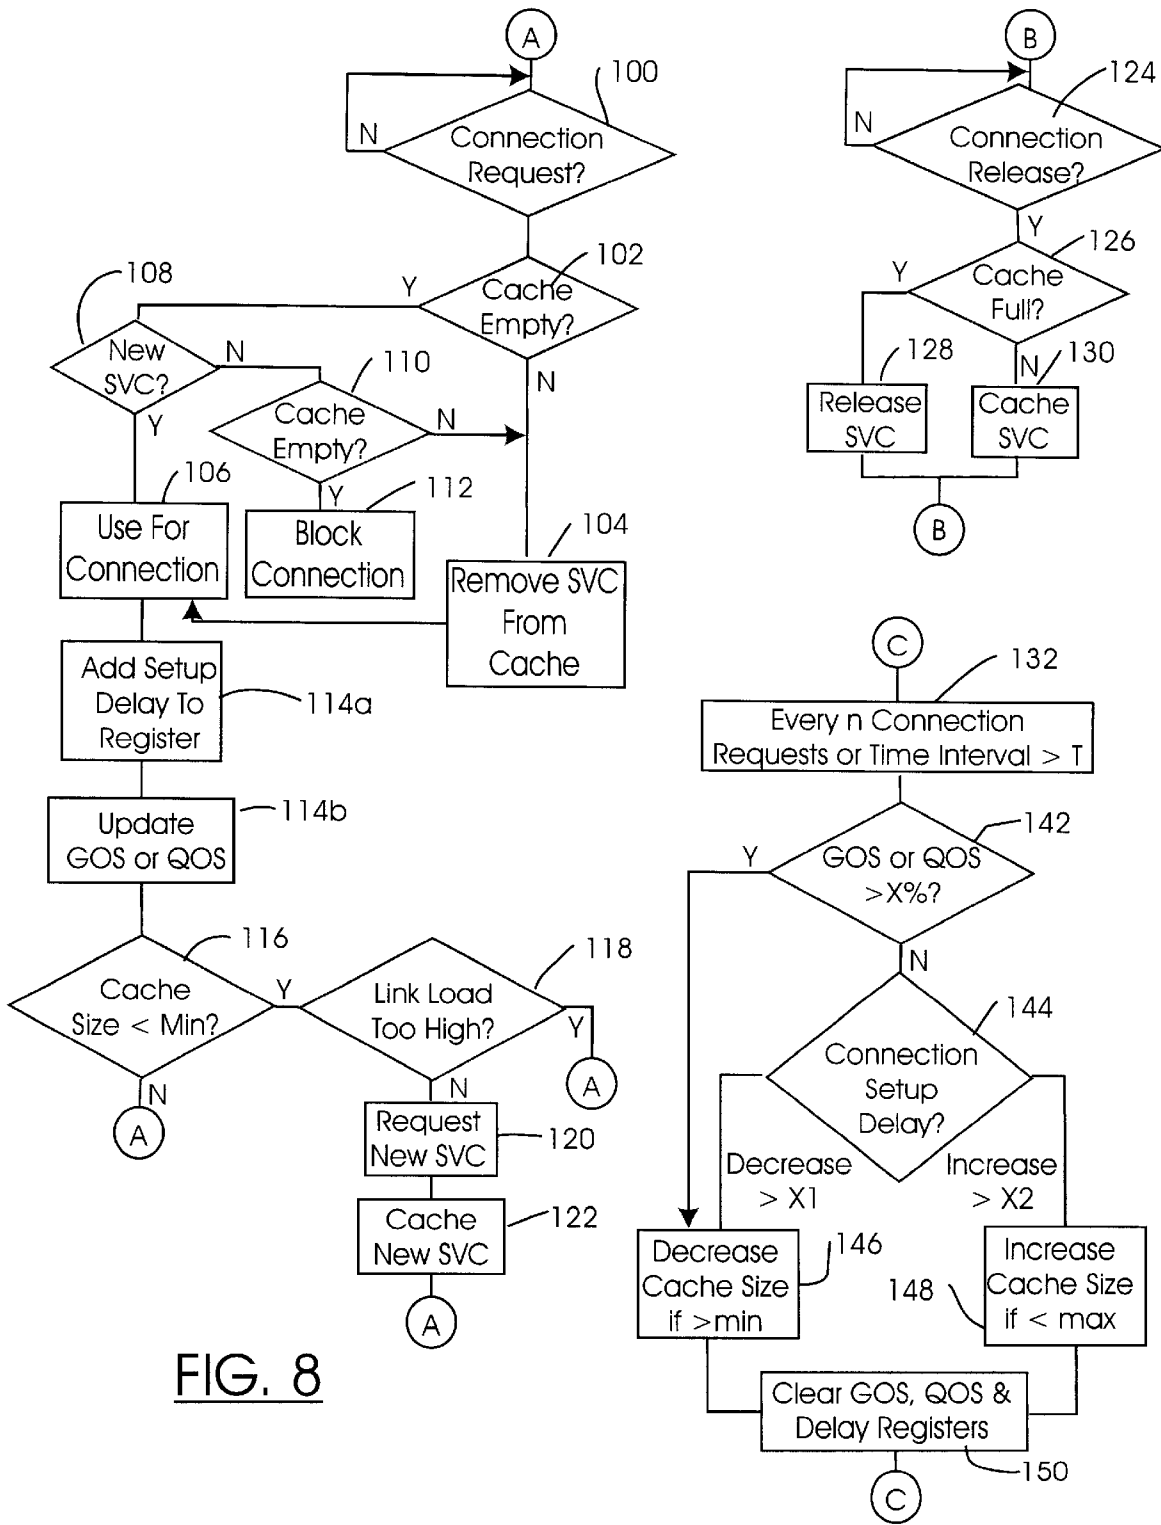 A
100
N
Connection
Request?
102
Y
Cache
Empty?
N
108
New
SVC?
N
Y
110
Cache
Empty?
N
Y
106
Use For
Connection
112
Block
Connection
104
Remove SVC
From
Cache
Add Setup
Delay To
Register
114a
Update
GOS or QOS
114b
116
Cache
Size < Min?
Y
N
A
118
Link Load
Too High?
Y
A
N
Request
New SVC
120
Cache
New SVC
122
A
FIG. 8
B
124
N
Connection
Release?
Y
126
Y
Cache
Full?
N
128
Release
SVC
130
Cache
SVC
B
C
132
Every n Connection
Requests or Time Interval > T
142
Y
GOS or QOS
>X%?
N
144
Connection
Setup
Delay?
Decrease
> X1
Increase
> X2
146
Decrease
Cache Size
if >min
148
Increase
Cache Size
if < max
Clear GOS, QOS &
Delay Registers
150
C